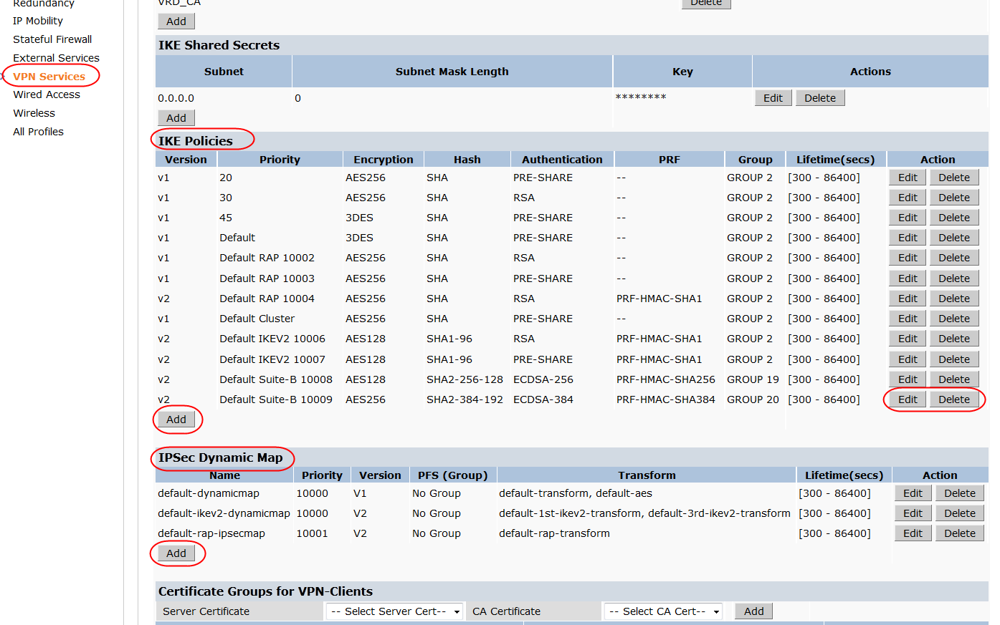 Redundancy
IP Mobility
Stateful Firewall
External Services
VPN Services
Wired Access
Wireless
All Profiles
VRD_CA Delete
Add
IKE Shared Secrets
Subnet Subnet Mask Length Key Actions
0.0.0.0 0 ******** Edit Delete
Add
IKE Policies
Version Priority Encryption Hash Authentication PRF Group Lifetime(secs) Action
v1 20 AES256 SHA PRE-SHARE -- GROUP 2 [300 - 86400] Edit Delete
v1 30 AES256 SHA RSA -- GROUP 2 [300 - 86400] Edit Delete
v1 45 3DES SHA PRE-SHARE -- GROUP 2 [300 - 86400] Edit Delete
v1 Default 3DES SHA PRE-SHARE -- GROUP 2 [300 - 86400] Edit Delete
v1 Default RAP 10002 AES256 SHA RSA -- GROUP 2 [300 - 86400] Edit Delete
v1 Default RAP 10003 AES256 SHA PRE-SHARE -- GROUP 2 [300 - 86400] Edit Delete
v2 Default RAP 10004 AES256 SHA RSA PRF-HMAC-SHA1 GROUP 2 [300 - 86400] Edit Delete
v1 Default Cluster AES256 SHA PRE-SHARE -- GROUP 2 [300 - 86400] Edit Delete
v2 Default IKEV2 10006 AES128 SHA1-96 RSA PRF-HMAC-SHA1 GROUP 2 [300 - 86400] Edit Delete
v2 Default IKEV2 10007 AES128 SHA1-96 PRE-SHARE PRF-HMAC-SHA1 GROUP 2 [300 - 86400] Edit Delete
v2 Default Suite-B 10008 AES128 SHA2-256-128 ECDSA-256 PRF-HMAC-SHA256 GROUP 19 [300 - 86400] Edit Delete
v2 Default Suite-B 10009 AES256 SHA2-384-192 ECDSA-384 PRF-HMAC-SHA384 GROUP 20 [300 - 86400] Edit Delete
Add
IPSec Dynamic Map
Name Priority Version PFS (Group) Transform Lifetime(secs) Action
default-dynamicmap 10000 V1 No Group default-transform, default-aes [300 - 86400] Edit Delete
default-ikev2-dynamicmap 10000 V2 No Group default-1st-ikev2-transform, default-3rd-ikev2-transform [300 - 86400] Edit Delete
default-rap-ipsecmap 10001 V2 No Group default-rap-transform [300 - 86400] Edit Delete
Add
Certificate Groups for VPN-Clients
Server Certificate -- Select Server Cert-- CA Certificate -- Select CA Cert-- Add